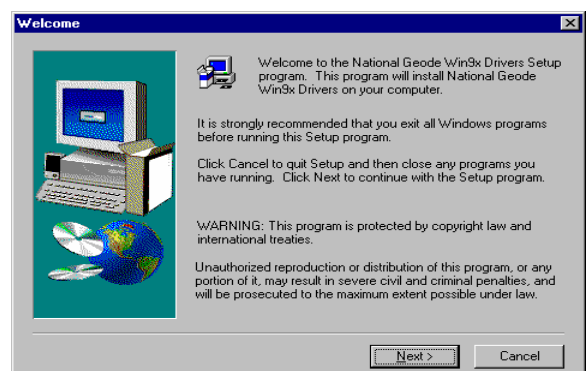 Welcome
Welcome to the National Geode Win9x Drivers Setup
program. This program will install National Geode
Win9x Drivers on your computer.
It is strongly recommended that you exit all Windows programs
before running this Setup program.
Click Cancel to quit Setup and then close any programs you
have running. Click Next to continue with the Setup program.
WARNING: This program is protected by copyright law and
international treaties.
Unauthorized reproduction or distribution of this program, or any
portion of it, may result in severe civil and criminal penalties, and
will be prosecuted to the maximum extent possible under law.
Next >
Cancel